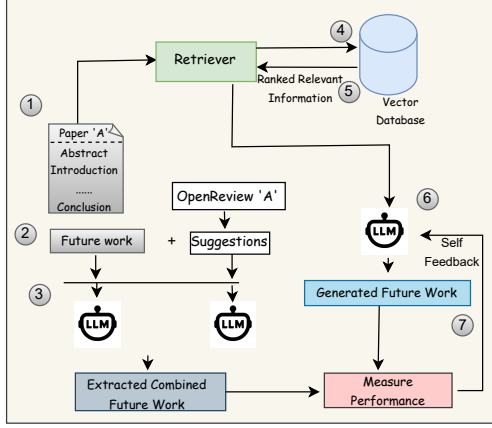 4
Retriever
Ranked Relevant
Information
5
Vector
Database
1
Paper 'A'
Abstract
Introduction
......
Conclusion
OpenReview 'A'
6
LLM
2
Future work
+
Suggestions
Self
Feedback
3
LLM
LLM
Generated Future Work
7
Extracted Combined
Future Work
Measure
Performance